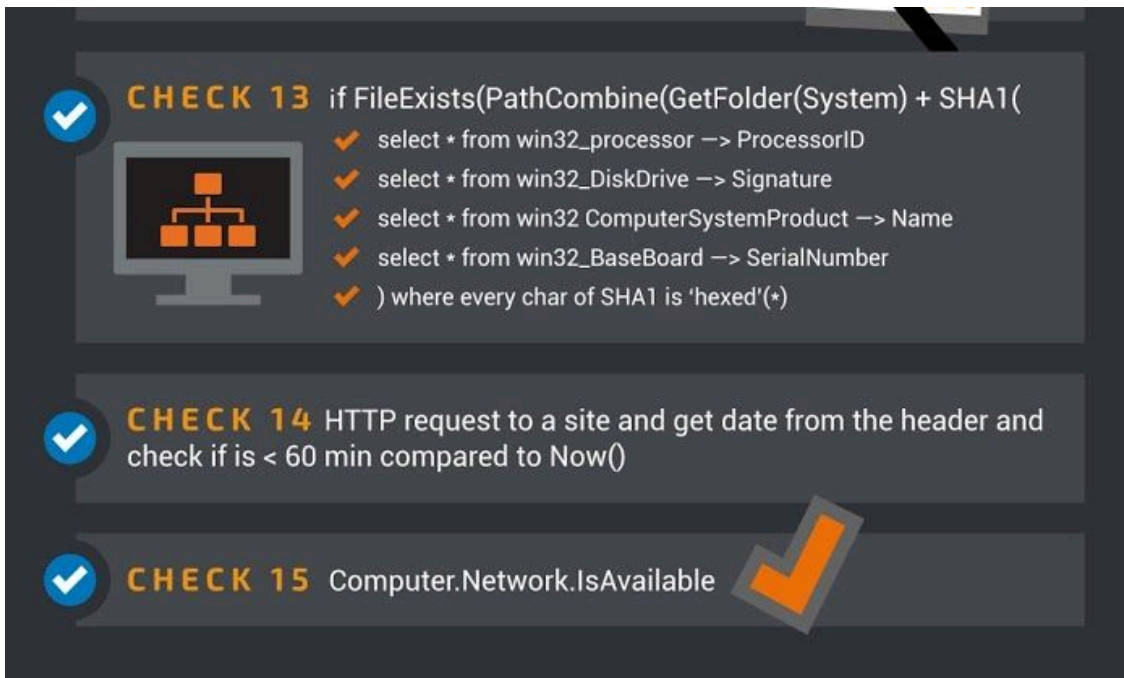 CHECK 13 if FileExists(PathCombine(GetFolder(System) + SHA1(
select * from win32_processor —> ProcessorID
select * from win32_DiskDrive —> Signature
select * from win32 ComputerSystemProduct —> Name
select * from win32_BaseBoard —> SerialNumber
) where every char of SHA1 is ‘hexed’(*)
CHECK 14 HTTP request to a site and get date from the header and
check if is < 60 min compared to Now()
CHECK 15 Computer.Network.IsAvailable